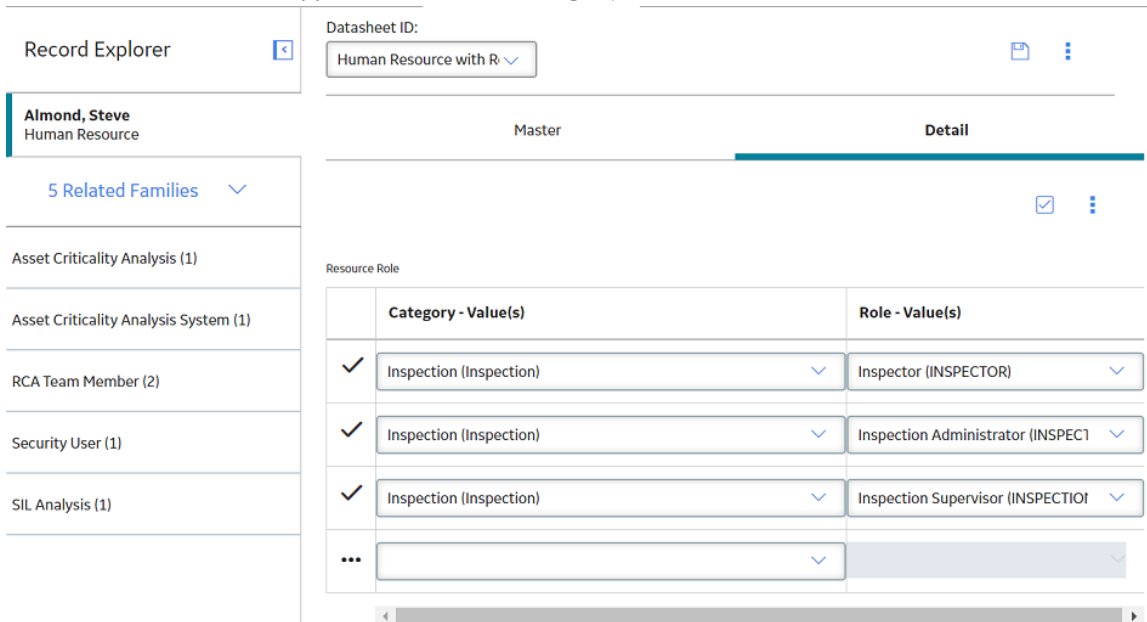 Record Explorer
Almond, Steve
Human Resource
5 Related Families
Asset Criticality Analysis (1)
Asset Criticality Analysis System (1)
RCA Team Member (2)
Security User (1)
SIL Analysis (1)
Datasheet ID:
Human Resource with R
Master Detail
Resource Role
Category - Value(s) Role - Value(s)
Inspection (Inspection) Inspector (INSPECTOR)
Inspection (Inspection) Inspection Administrator (INSPECT
Inspection (Inspection) Inspection Supervisor (INSPECTION